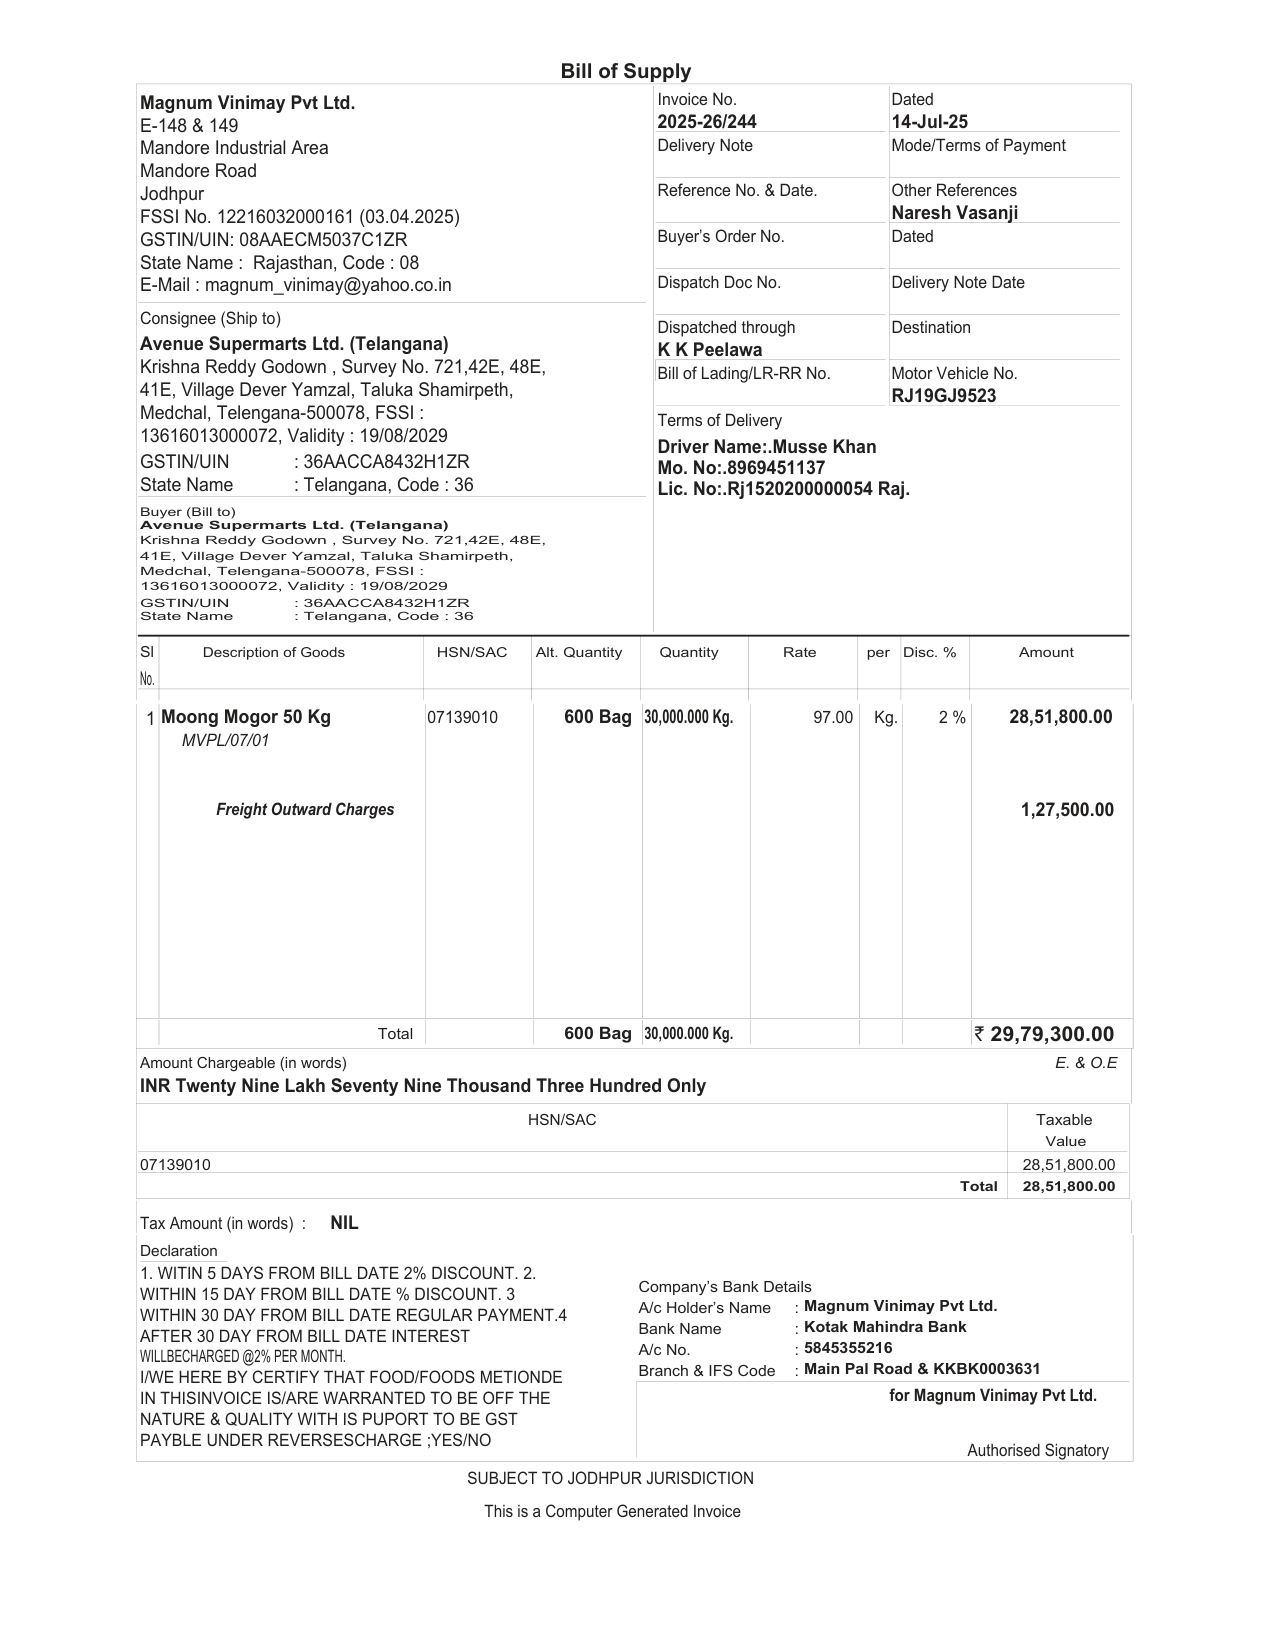 Bill of Supply
Magnum Vinimay Pvt Ltd.
E-148 & 149
Mandore Industrial Area
Mandore Road
Jodhpur
FSSI No. 12216032000161 (03.04.2025)
GSTIN/UIN: 08AAECM5037C1ZR
State Name : Rajasthan, Code : 08
E-Mail : magnum_vinimay@yahoo.co.in
Consignee (Ship to)
Avenue Supermarts Ltd. (Telangana)
Krishna Reddy Godown , Survey No. 721,42E, 48E,
41E, Village Dever Yamzal, Taluka Shamirpeth,
Medchal, Telengana-500078, FSSI :
13616013000072, Validity : 19/08/2029
GSTIN/UIN : 36AACCA8432H1ZR
State Name : Telangana, Code : 36
Buyer (Bill to)
Avenue Supermarts Ltd. (Telangana)
Krishna Reddy Godown , Survey No. 721,42E, 48E,
41E, Village Dever Yamzal, Taluka Shamirpeth,
Medchal, Telengana-500078, FSSI :
13616013000072, Validity : 19/08/2029
GSTIN/UIN : 36AACCA8432H1ZR
State Name : Telangana, Code : 36
Invoice No. Dated
2025-26/244 14-Jul-25
Delivery Note Mode/Terms of Payment
Reference No. & Date. Other References
Naresh Vasanji
Buyer’s Order No. Dated
Dispatch Doc No. Delivery Note Date
Dispatched through Destination
K K Peelawa
Bill of Lading/LR-RR No. Motor Vehicle No.
RJ19GJ9523
Terms of Delivery
Driver Name:.Musse Khan
Mo. No:.8969451137
Lic. No:.Rj1520200000054 Raj.
Sl Description of Goods HSN/SAC Alt. Quantity Quantity Rate per Disc. % Amount
No.
1 Moong Mogor 50 Kg 07139010 600 Bag 30,000.000 Kg. 97.00 Kg. 2 % 28,51,800.00
MVPL/07/01
Freight Outward Charges 1,27,500.00
Total 600 Bag 30,000.000 Kg. ₹ 29,79,300.00
Amount Chargeable (in words) E. & O.E
INR Twenty Nine Lakh Seventy Nine Thousand Three Hundred Only
HSN/SAC Taxable
Value
07139010 28,51,800.00
Total 28,51,800.00
Tax Amount (in words) : NIL
Declaration
1. WITIN 5 DAYS FROM BILL DATE 2% DISCOUNT. 2.
WITHIN 15 DAY FROM BILL DATE % DISCOUNT. 3
WITHIN 30 DAY FROM BILL DATE REGULAR PAYMENT.4
AFTER 30 DAY FROM BILL DATE INTEREST
WILLBECHARGED @2% PER MONTH.
I/WE HERE BY CERTIFY THAT FOOD/FOODS METIONDE
IN THISINVOICE IS/ARE WARRANTED TO BE OFF THE
NATURE & QUALITY WITH IS PUPORT TO BE GST
PAYBLE UNDER REVERSESCHARGE ;YES/NO
Company’s Bank Details
A/c Holder’s Name : Magnum Vinimay Pvt Ltd.
Bank Name : Kotak Mahindra Bank
A/c No. : 5845355216
Branch & IFS Code : Main Pal Road & KKBK0003631
for Magnum Vinimay Pvt Ltd.
Authorised Signatory
SUBJECT TO JODHPUR JURISDICTION
This is a Computer Generated Invoice